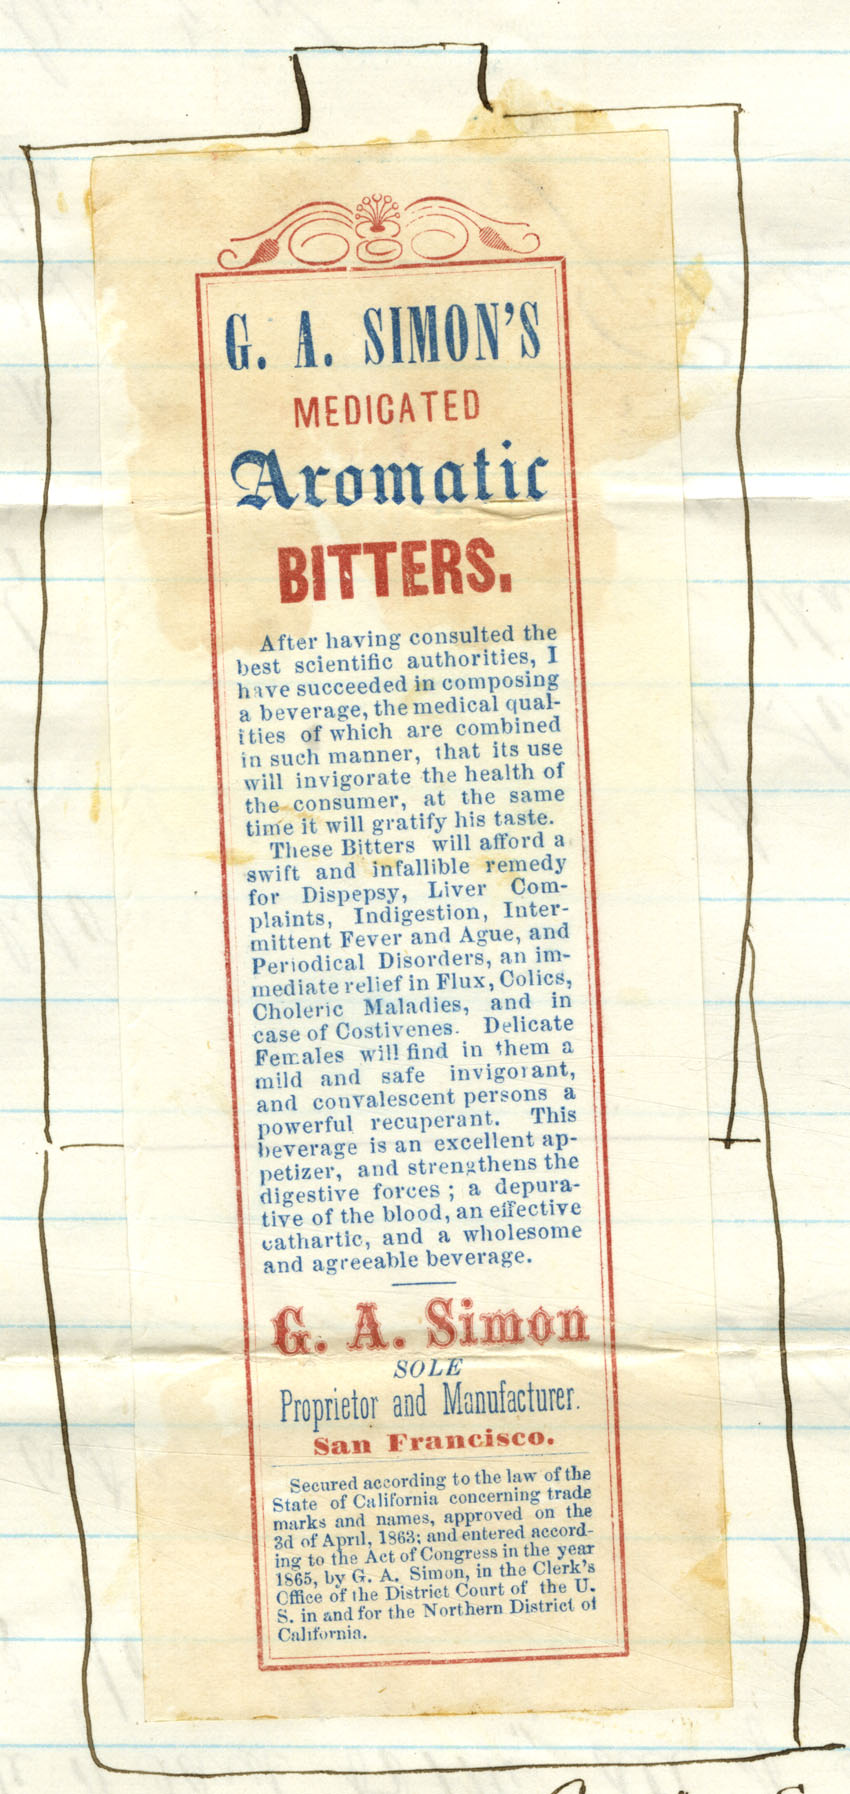 G. A. SIMON'S
MEDICATED
Aromatic
BITTERS.
After having consulted the
best scientific authorities, I
have succeeded in composing
a beverage, the medical qual-
ities of which are combined
in such manner, that its use
will invigorate the health of
the consumer, at the same
time it will gratify his taste.
These Bitters will afford a
swift and infallible remedy
for Dispepsy, Liver Com-
plaints, Indigestion, Inter-
mittent Fever and Ague, and
Periodical Disorders, an im-
mediate relief in Flux, Colics,
Choleric Maladies, and in
case of Costivenes. Delicate
Females will find in them a
mild and safe invigorant,
and convalescent persons a
powerful recuperant. This
beverage is an excellent ap-
petizer, and strengthens the
digestive forces; a depura-
tive of the blood, an effective
cathartic, and a wholesome
and agreeable beverage.
G. A. Simon
SOLE
Proprietor and Manufacturer.
San Francisco.
Secured according to the law of the
State of California concerning trade
marks and names, approved on the
3d of April, 1863; and entered accord-
ing to the Act of Congress in the year
1865, by G. A. Simon, in the Clerk's
Office of the District Court of the U.
S. in and for the Northern District of
California.